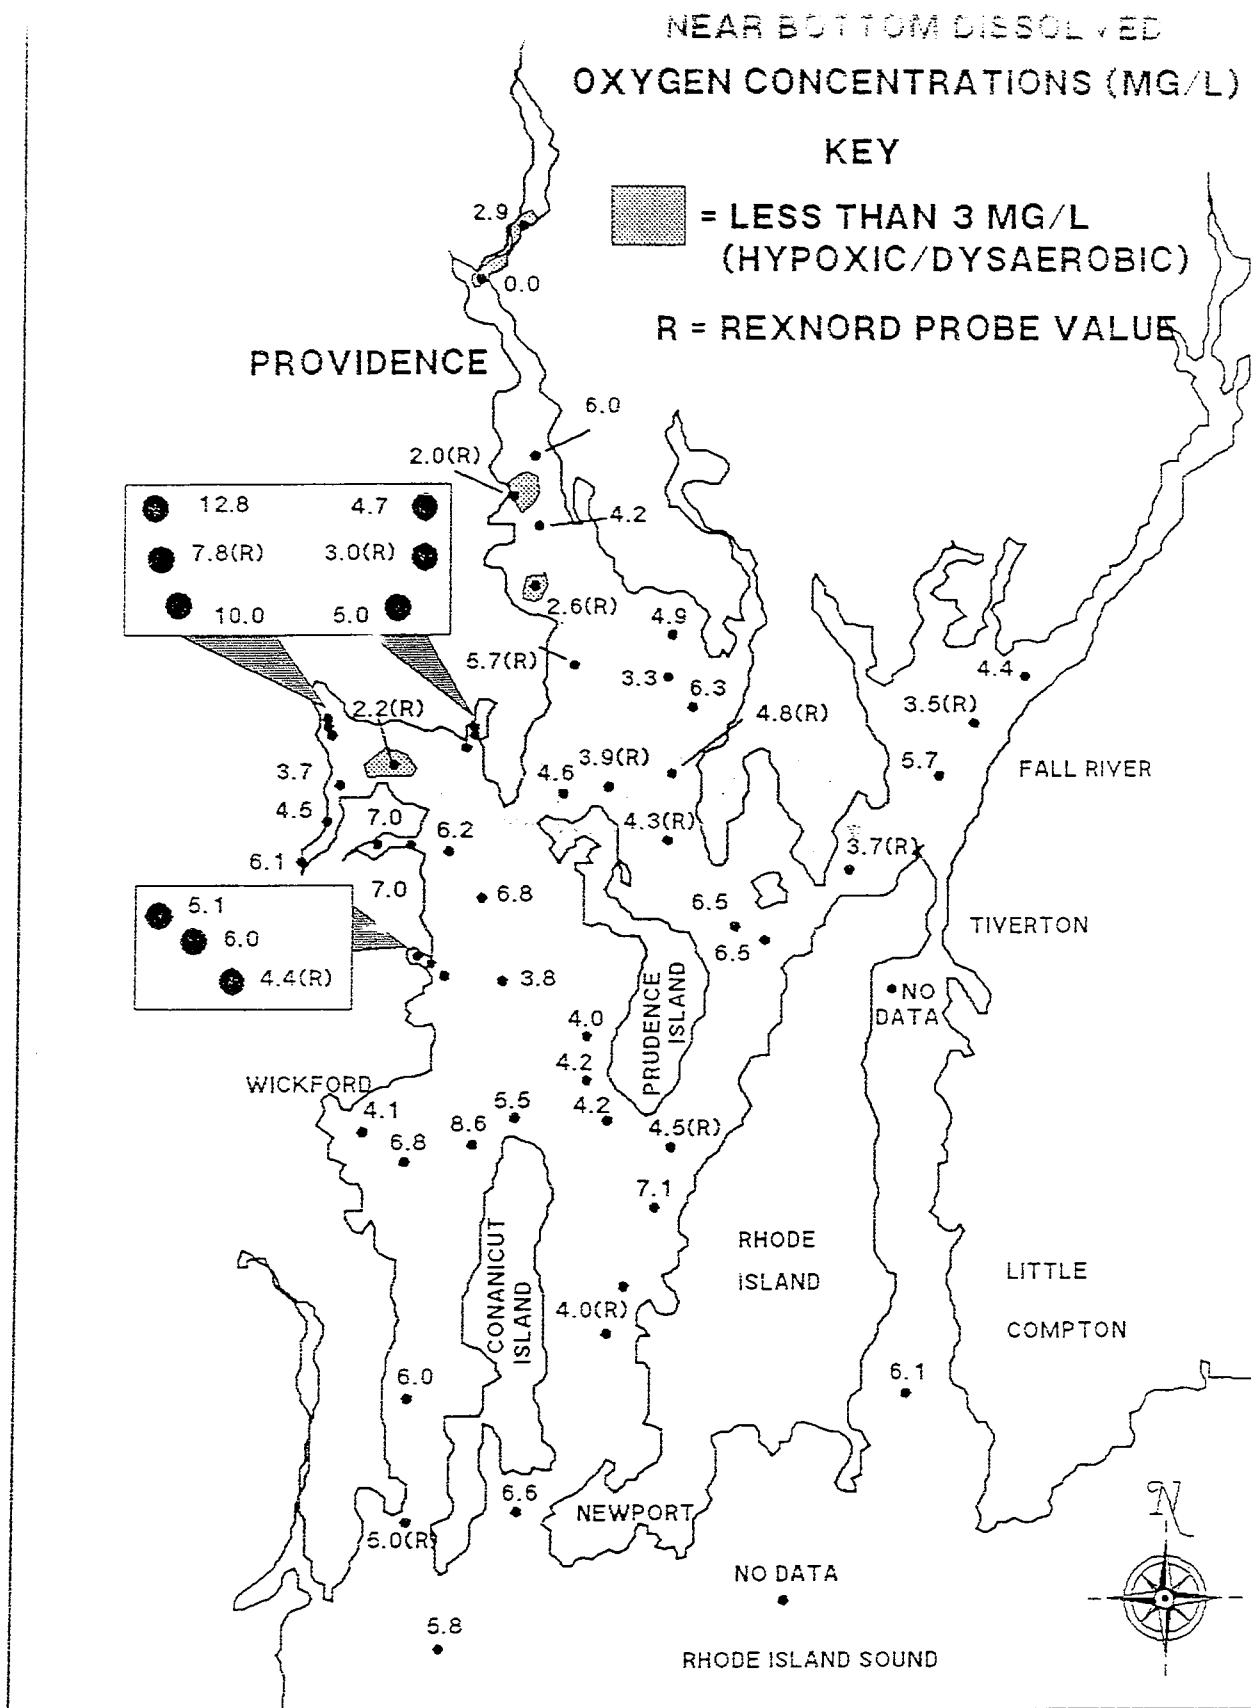 NEAR BOTTOM DISSOLVED
OXYGEN CONCENTRATIONS (MG/L)
KEY
= LESS THAN 3 MG/L
(HYPOXIC/DYSAEROBIC)
R = REXNORD PROBE VALUE
2.9
0.0
PROVIDENCE
6.0
2.0(R)
4.2
12.8
4.7
7.8(R)
3.0(R)
10.0
5.0
2.6(R)
4.9
5.7(R)
3.3
6.3
4.4
2.2(R)
4.8(R)
3.5(R)
3.7
4.6
3.9(R)
5.7
FALL RIVER
4.5
7.0
6.2
4.3(R)
3.7(R)
6.1
7.0
6.8
6.5
5.1
6.0
4.4(R)
6.5
TIVERTON
3.8
PRUDENCE
ISLAND
NO
DATA
4.0
4.2
WICKFORD
4.1
5.5
4.2
8.6
4.5(R)
6.8
7.1
CONANICUT
ISLAND
RHODE
ISLAND
LITTLE
COMPTON
4.0(R)
6.0
6.1
6.6
NEWPORT
5.0(R)
N
NO DATA
5.8
RHODE ISLAND SOUND